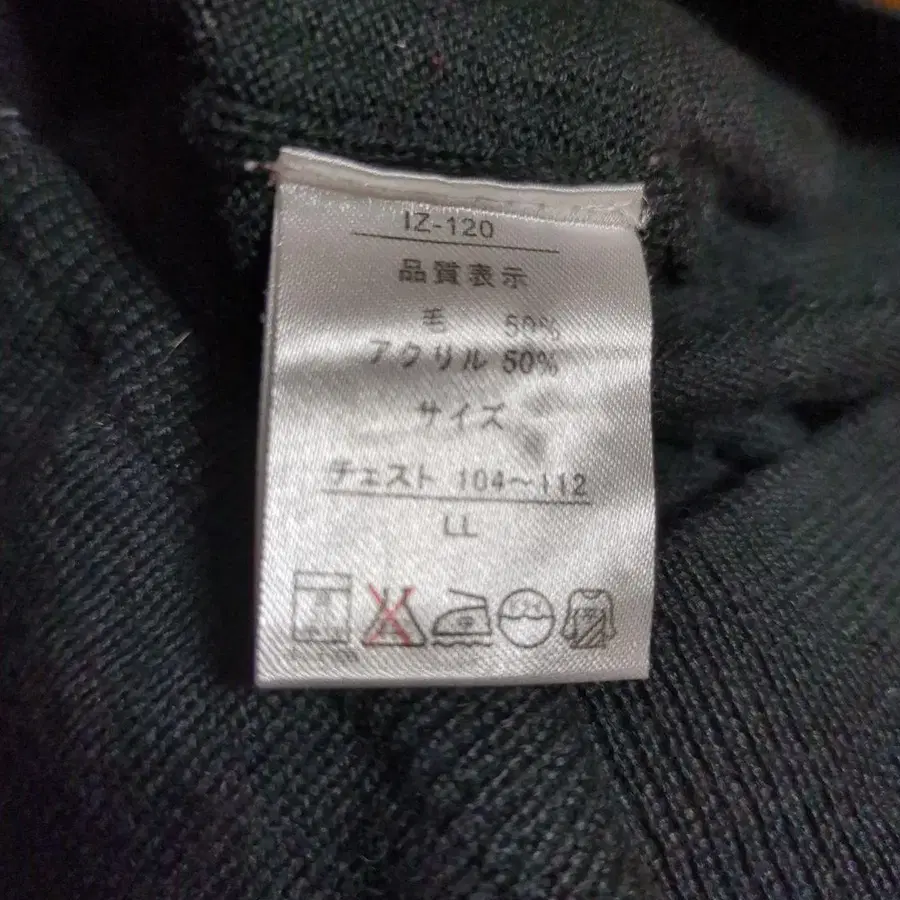 IZ-120
品質表示
毛 50%
アクリル 50%
サイズ
チェスト 104〜112
LL